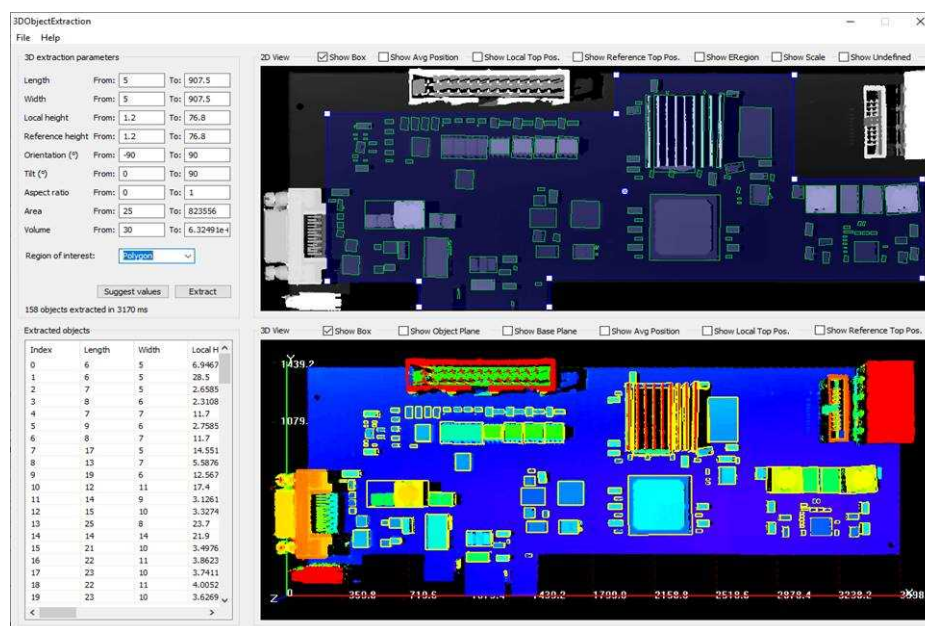 3DObjectExtraction
File Help
3D extraction parameters
Length From: 5 To: 907.5
Width From: 5 To: 907.5
Local height From: 1.2 To: 76.8
Reference height From: 1.2 To: 76.8
Orientation (°) From: -90 To: 90
Tilt (°) From: 0 To: 90
Aspect ratio From: 0 To: 1
Area From: 25 To: 823556
Volume From: 30 To: 6.32491e+
Region of interest: Polygon
Suggest values Extract
158 objects extracted in 3170 ms
2D View Show Box Show Avg Position Show Local Top Pos. Show Reference Top Pos. Show ERegion Show Scale Show Undefined
Extracted objects
Index Length Width Local H
0 6 5 6.9467
1 6 5 28.5
2 7 5 2.6585
3 8 6 2.3108
4 7 7 11.7
5 9 6 2.7585
6 8 7 11.7
7 17 5 14.551
8 13 7 5.5876
9 19 6 12.567
10 12 11 17.4
11 14 9 3.1261
12 15 10 3.3274
13 25 8 23.7
14 14 14 21.9
15 21 10 3.4976
16 22 11 3.8623
17 23 10 3.7411
18 22 11 4.0052
19 23 10 3.6269
3D View Show Box Show Object Plane Show Base Plane Show Avg Position Show Local Top Pos. Show Reference Top Pos.
Y
1439.2
1079.
Z 0 359.8 719.6 1439.2 1799.0 2158.8 2518.6 2878.4 3238.2